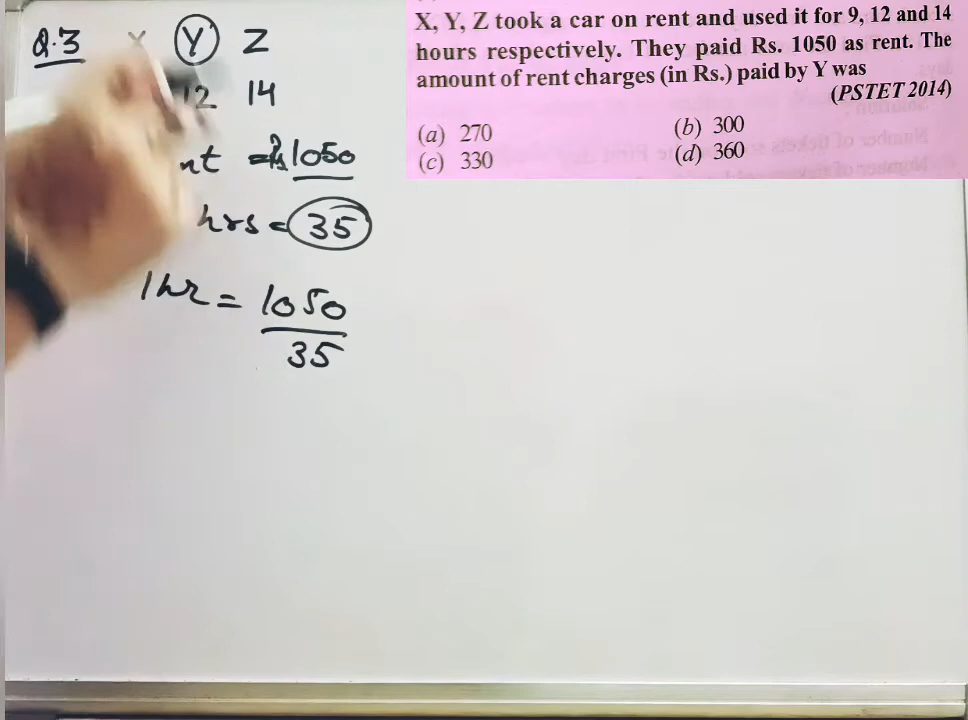 Q.3 X Y Z
12 14
nt = Rs 1050
hrs = 35
1hr = 1050
35
X, Y, Z took a car on rent and used it for 9, 12 and 14
hours respectively. They paid Rs. 1050 as rent. The
amount of rent charges (in Rs.) paid by Y was
(PSTET 2014)
(a) 270 (b) 300
(c) 330 (d) 360